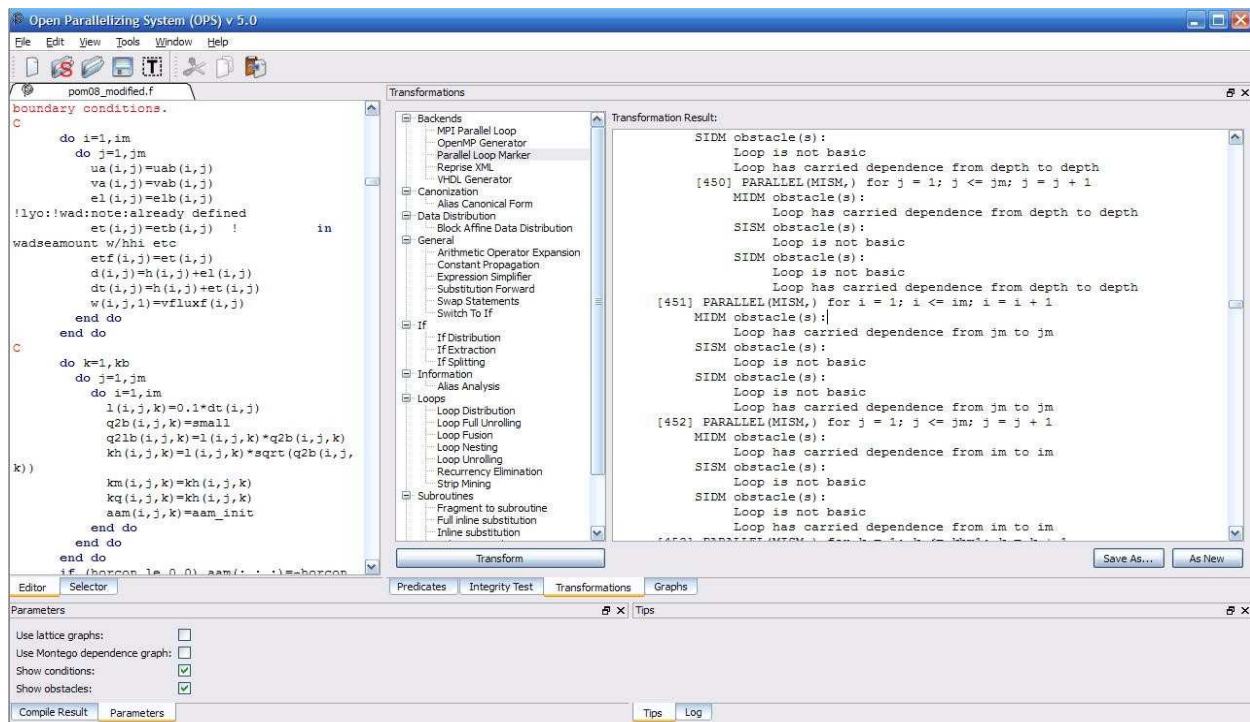 Open Parallelizing System (OPS) v 5.0
File Edit View Tools Window Help
pom08_modified.f
boundary conditions.
C
do i=1,im
do j=1,jm
ua(i,j)=uab(i,j)
va(i,j)=vab(i,j)
el(i,j)=elb(i,j)
!lyo:!wad:note:already defined
et(i,j)=etb(i,j) ! in
wadseamount w/hhi etc
etf(i,j)=et(i,j)
d(i,j)=h(i,j)+el(i,j)
dt(i,j)=h(i,j)+et(i,j)
w(i,j,1)=vfluxf(i,j)
end do
end do
C
do k=1,kb
do j=1,jm
do i=1,im
l(i,j,k)=0.1*dt(i,j)
q2b(i,j,k)=small
q2lb(i,j,k)=l(i,j,k)*q2b(i,j,k)
kh(i,j,k)=l(i,j,k)*sqrt(q2b(i,j,
k))
km(i,j,k)=kh(i,j,k)
kq(i,j,k)=kh(i,j,k)
aam(i,j,k)=aam_init
end do
end do
end do
Editor Selector
Transformations
Backends
MPI Parallel Loop
OpenMP Generator
Parallel Loop Marker
Reprise XML
VHDL Generator
Canonization
Alias Canonical Form
Data Distribution
Block Affine Data Distribution
General
Arithmetic Operator Expansion
Constant Propagation
Expression Simplifier
Substitution Forward
Swap Statements
Switch To If
If
If Distribution
If Extraction
If Splitting
Information
Alias Analysis
Loops
Loop Distribution
Loop Full Unrolling
Loop Fusion
Loop Nesting
Loop Unrolling
Recurrency Elimination
Strip Mining
Subroutines
Fragment to subroutine
Full inline substitution
Inline substitution
Transform
Transformation Result:
SIDM obstacle(s):
Loop is not basic
Loop has carried dependence from depth to depth
[450] PARALLEL(MISM,) for j = 1; j <= jm; j = j + 1
MIDM obstacle(s):
Loop has carried dependence from depth to depth
SISM obstacle(s):
Loop is not basic
SIDM obstacle(s):
Loop is not basic
Loop has carried dependence from depth to depth
[451] PARALLEL(MISM,) for i = 1; i <= im; i = i + 1
MIDM obstacle(s):
Loop has carried dependence from jm to jm
SISM obstacle(s):
Loop is not basic
SIDM obstacle(s):
Loop is not basic
Loop has carried dependence from jm to jm
[452] PARALLEL(MISM,) for j = 1; j <= jm; j = j + 1
MIDM obstacle(s):
Loop has carried dependence from im to im
SISM obstacle(s):
Loop is not basic
SIDM obstacle(s):
Loop is not basic
Loop has carried dependence from im to im
Save As... As New
Predicates Integrity Test Transformations Graphs
Parameters
Use lattice graphs:
Use Montego dependence graph:
Show conditions:
Show obstacles:
Compile Result Parameters
Tips
Tips Log